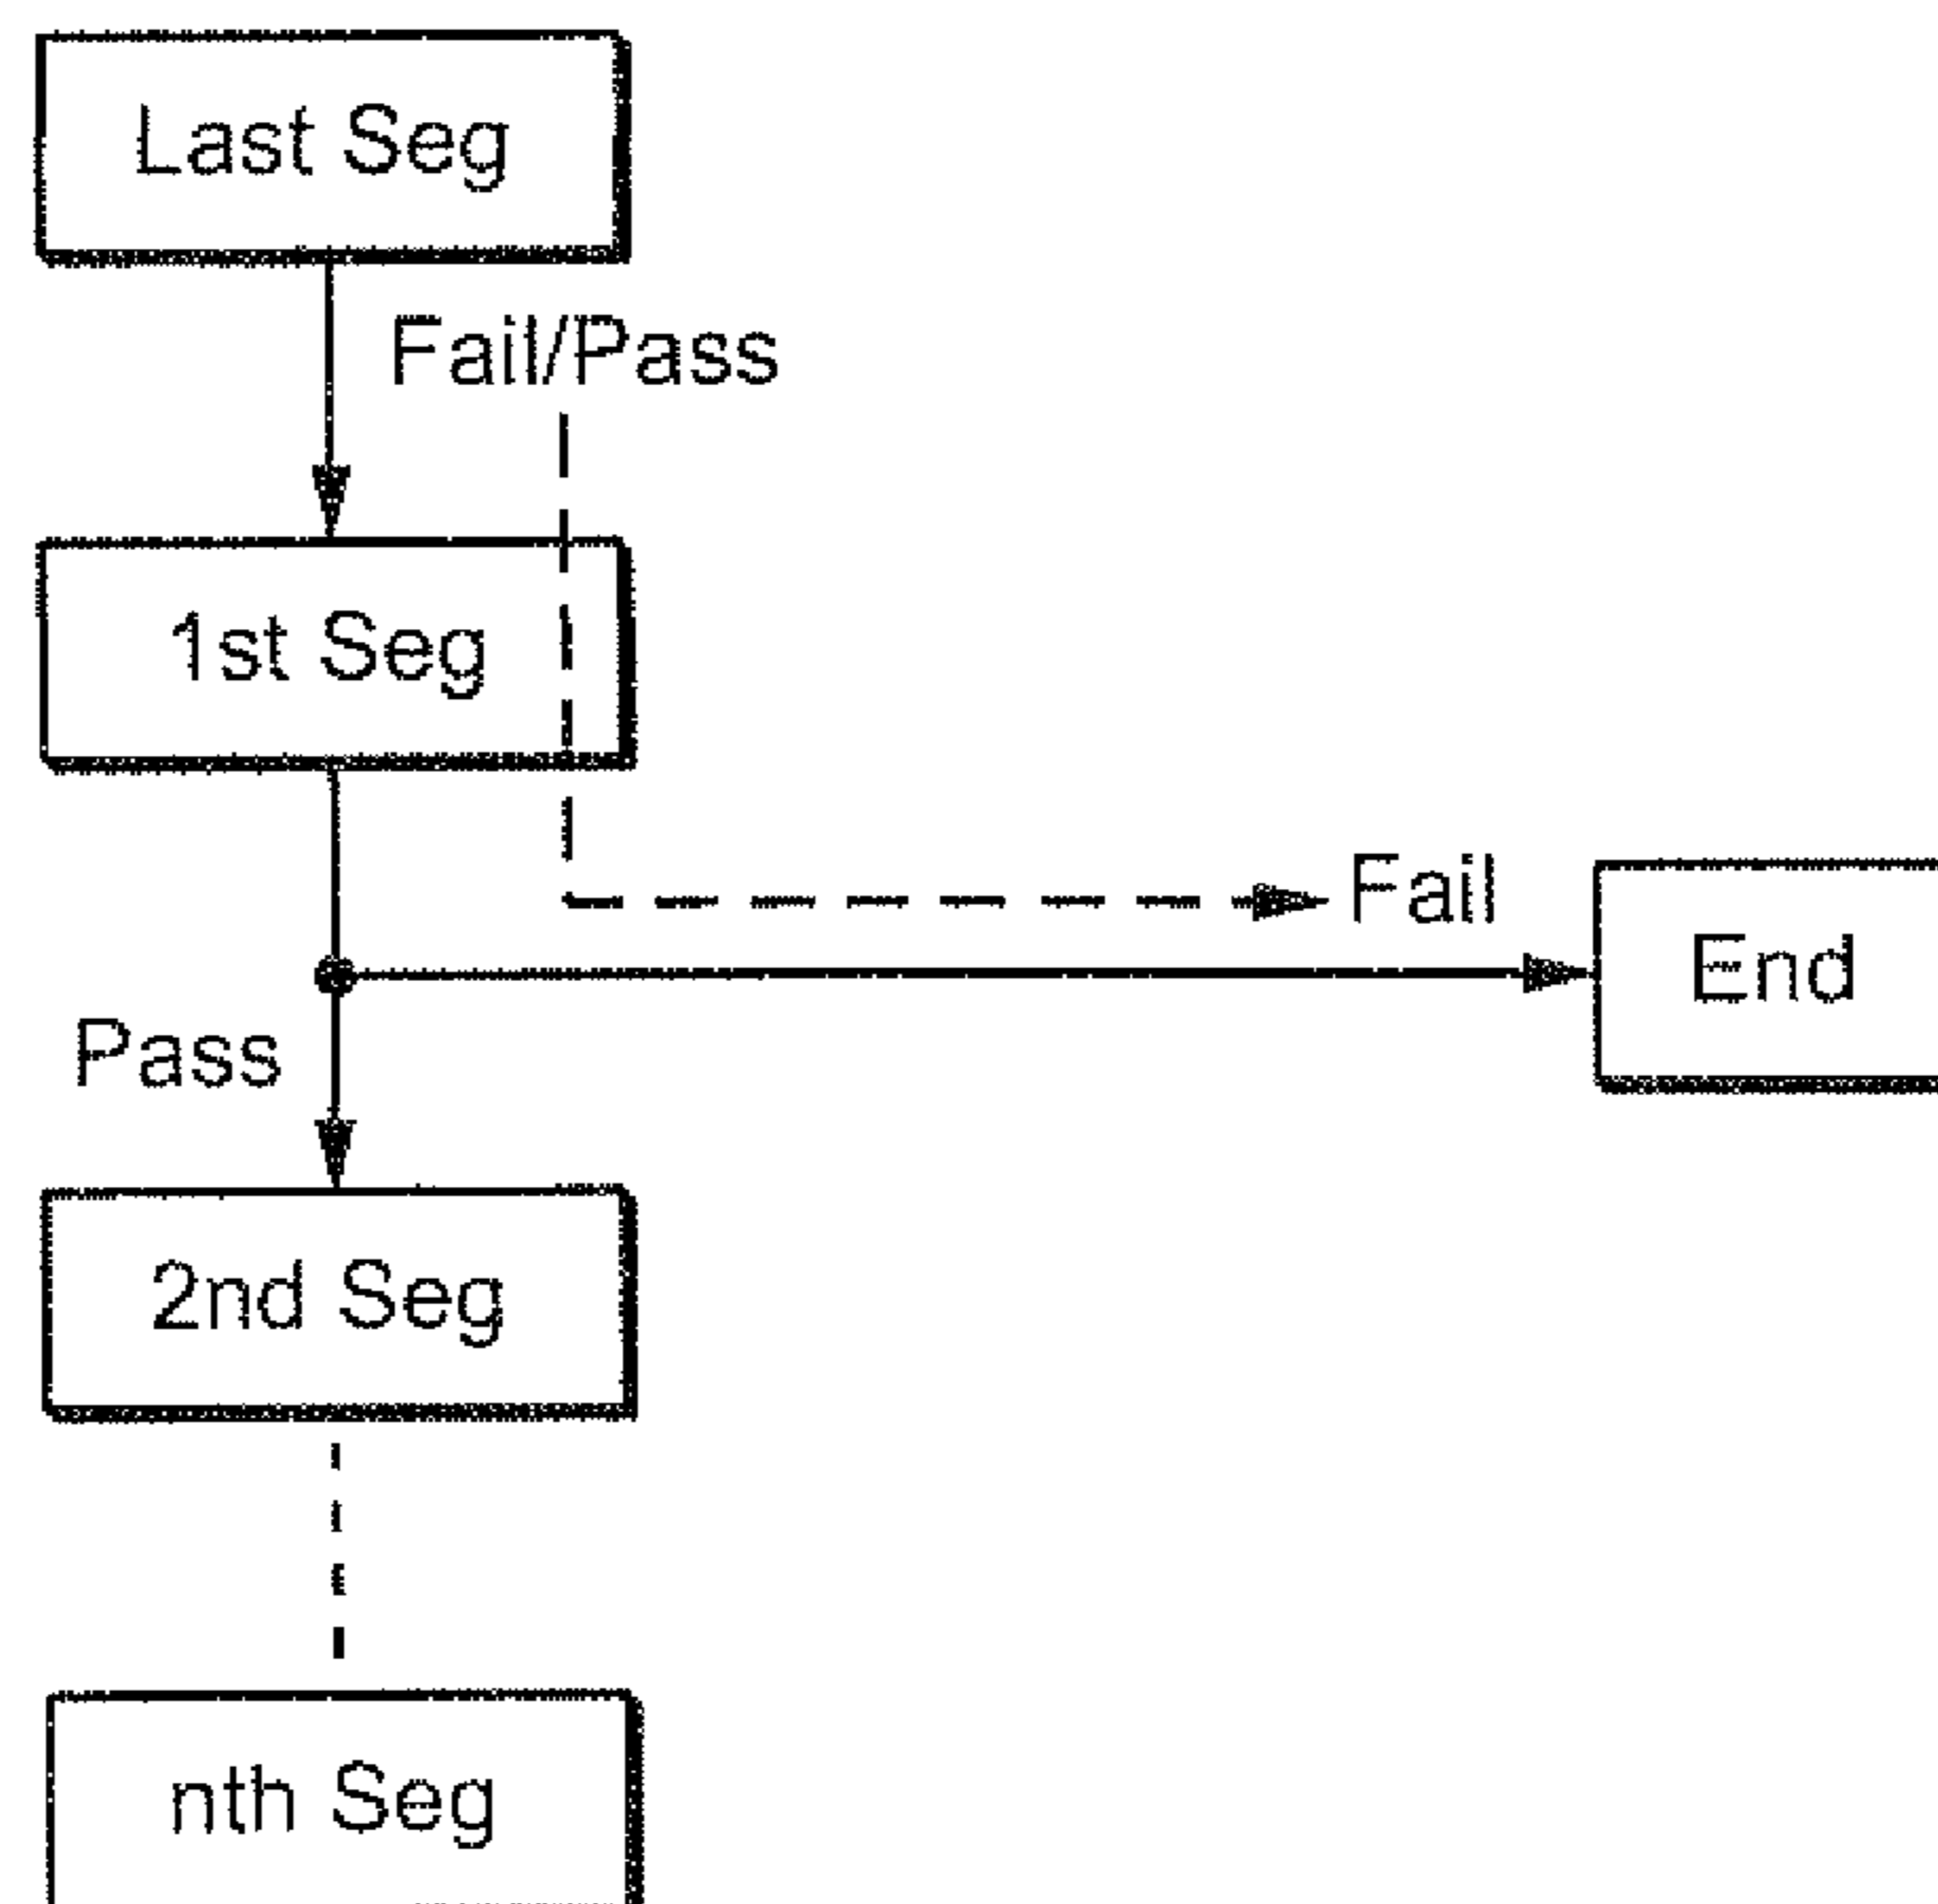 Last Seg
Fail/Pass
1st Seg
Fail
End
Pass
2nd Seg
nth Seg